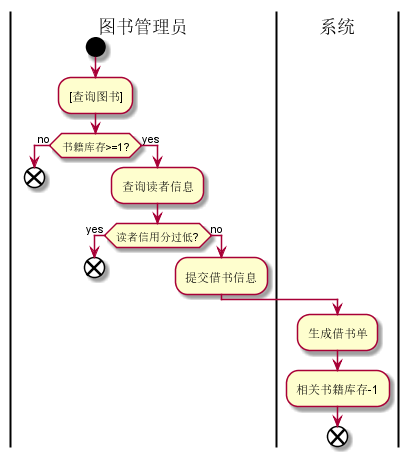 图书管理员
系统
[查询图书]
no
书籍库存>=1?
yes
查询读者信息
yes
读者信用分过低?
no
提交借书信息
生成借书单
相关书籍库存-1